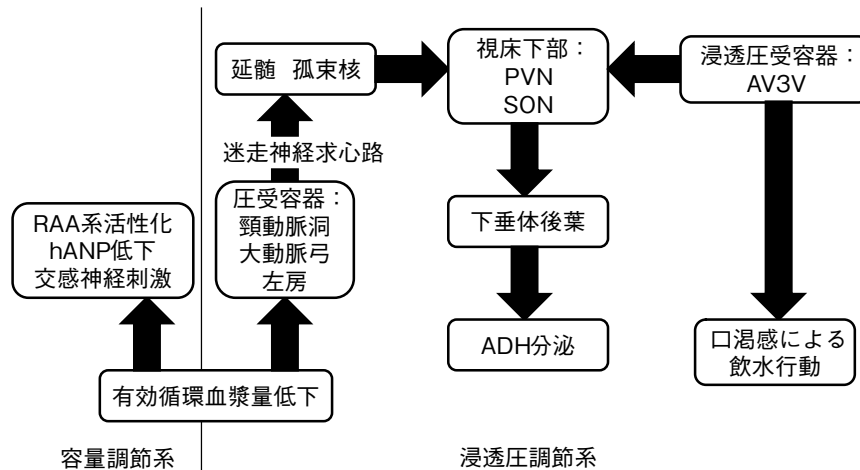 延髄 孤束核
視床下部：
PVN
SON
浸透圧受容器：
AV3V
迷走神経求心路
圧受容器：
頸動脈洞
大動脈弓
左房
RAA系活性化
hANP低下
交感神経刺激
下垂体後葉
ADH分泌
口渇感による
飲水行動
有効循環血漿量低下
容量調節系
浸透圧調節系